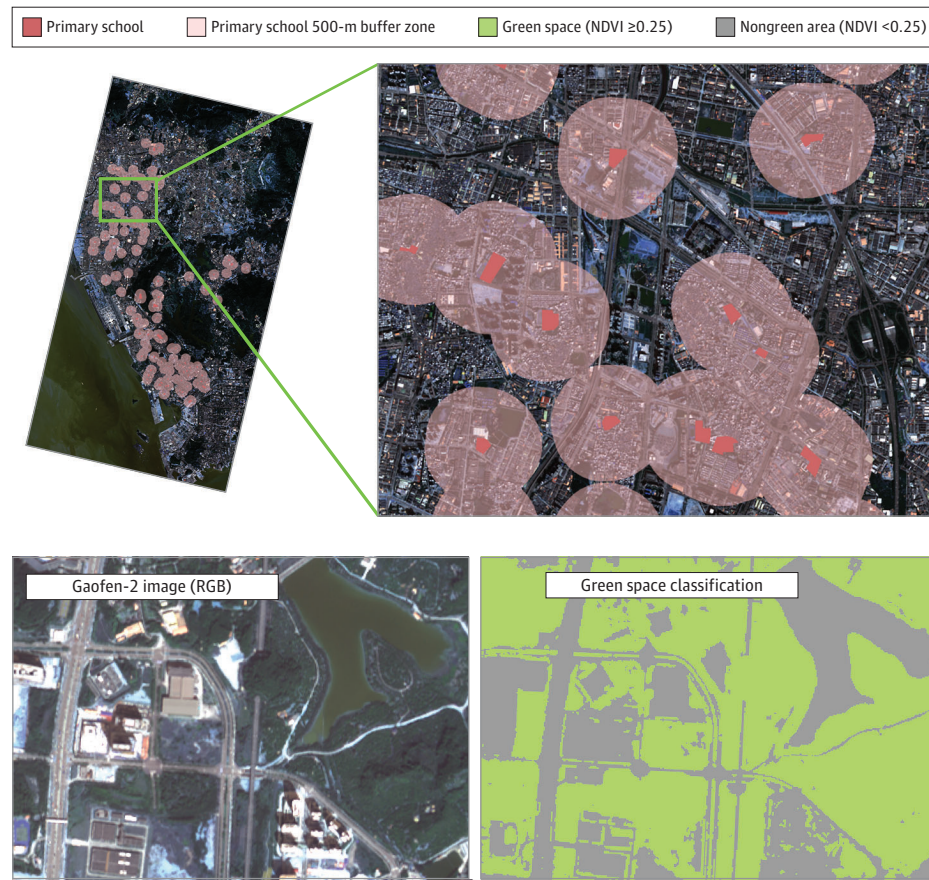 Primary school
Primary school 500-m buffer zone
Green space (NDVI ≥0.25)
Nongreen area (NDVI <0.25)
Gaofen-2 image (RGB)
Green space classification